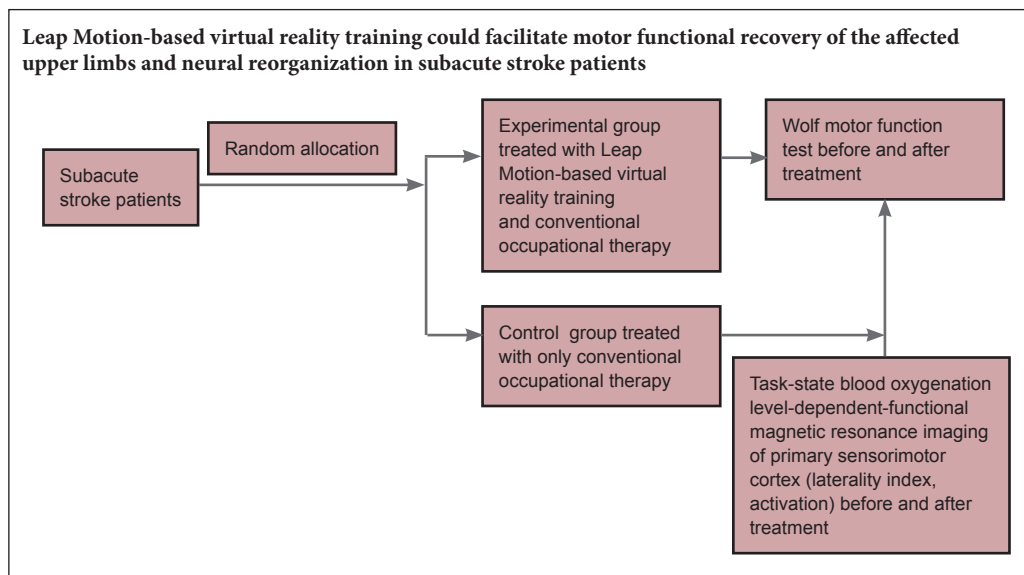 Leap Motion-based virtual reality training could facilitate motor functional recovery of the affected
upper limbs and neural reorganization in subacute stroke patients
Subacute
stroke patients
Random allocation
Experimental group
treated with Leap
Motion-based virtual
reality training
and conventional
occupational therapy
Wolf motor function
test before and after
treatment
Control group treated
with only conventional
occupational therapy
Task-state blood oxygenation
level-dependent-functional
magnetic resonance imaging
of primary sensorimotor
cortex (laterality index,
activation) before and after
treatment